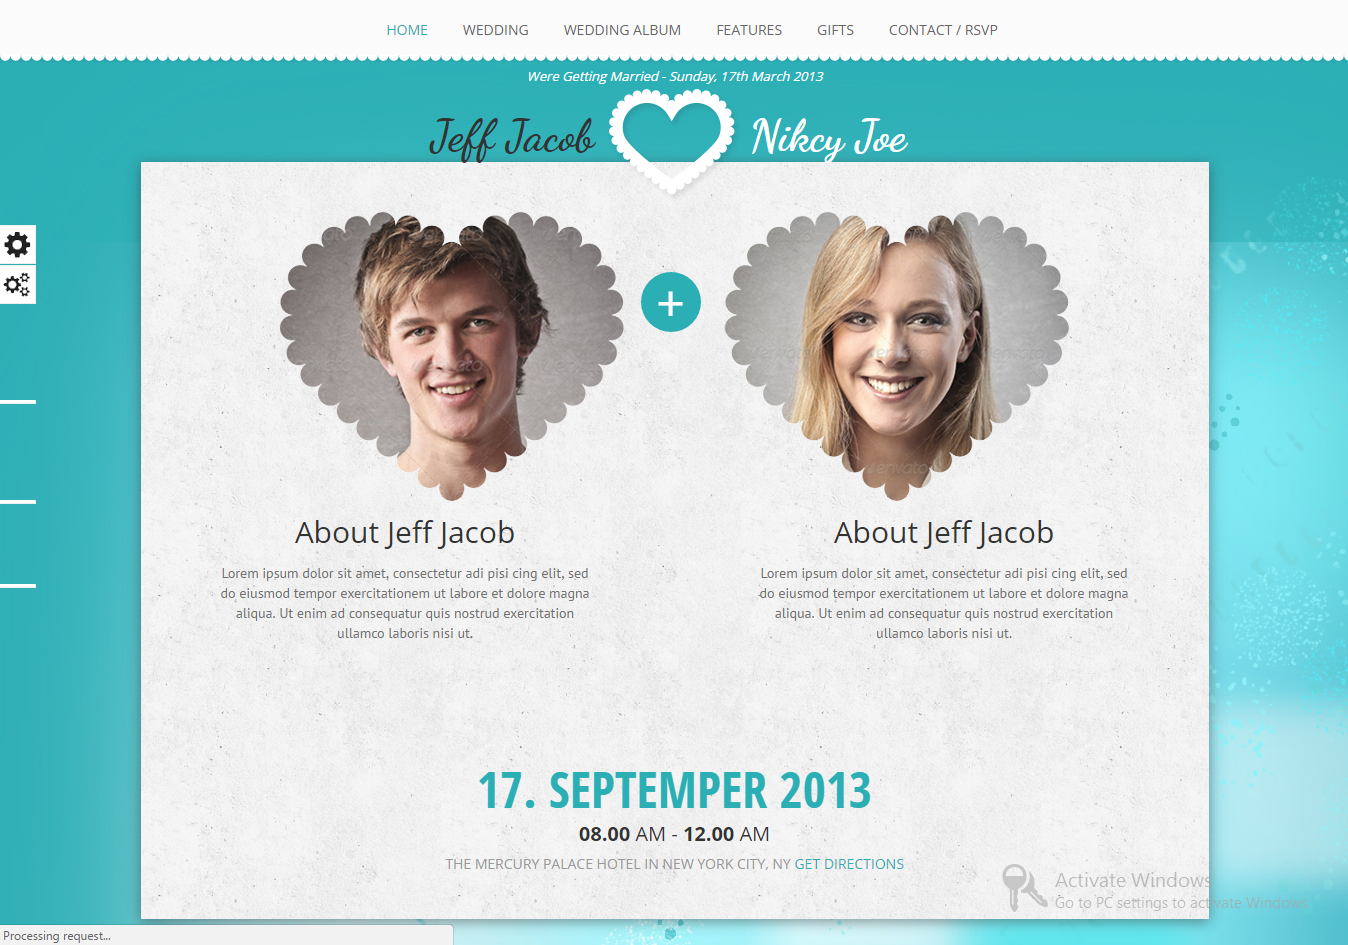 HOME WEDDING WEDDING ALBUM FEATURES GIFTS CONTACT / RSVP
Were Getting Married - Sunday, 17th March 2013
Jeff Jacob Nikcy Joe
+
About Jeff Jacob
Lorem ipsum dolor sit amet, consectetur adi pisi cing elit, sed
do eiusmod tempor exercitationem ut labore et dolore magna
aliqua. Ut enim ad consequatur quis nostrud exercitation
ullamco laboris nisi ut.
About Jeff Jacob
Lorem ipsum dolor sit amet, consectetur adi pisi cing elit, sed
do eiusmod tempor exercitationem ut labore et dolore magna
aliqua. Ut enim ad consequatur quis nostrud exercitation
ullamco laboris nisi ut.
17. SEPTEMPER 2013
08.00 AM - 12.00 AM
THE MERCURY PALACE HOTEL IN NEW YORK CITY, NY GET DIRECTIONS
Activate Windows
Go to PC settings to activate Windows
Processing request...